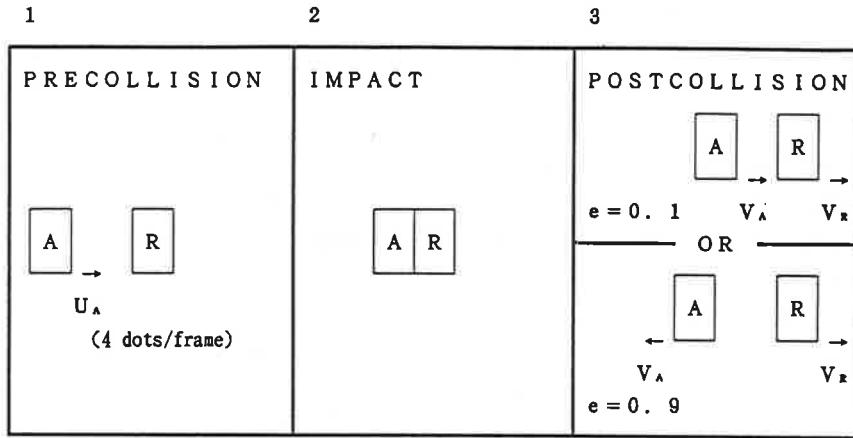 1 2 3
PRECOLLISION IMPACT POSTCOLLISION
A R
e=0.1 V_A V_R
OR
A R A R A R
U_A
(4 dots/frame)
V_A V_R
e=0.9